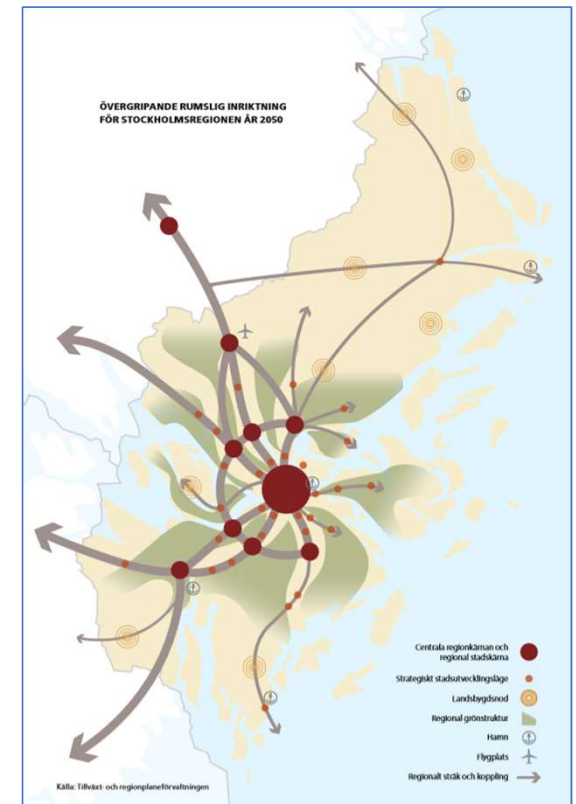 ÖVERGRIPANDE RUMSLIG INRIKTNING
FÖR STOCKHOLMSREGIONEN ÅR 2050
Centrala regionkärnan och
regional stadskärna
Strategiskt stadsutvecklingsläge
Landsbygdsnod
Regional grönstruktur
Hamn
Flygplats
Regionalt stråk och koppling
Källa: Tillväxt- och regionplaneförvaltningen